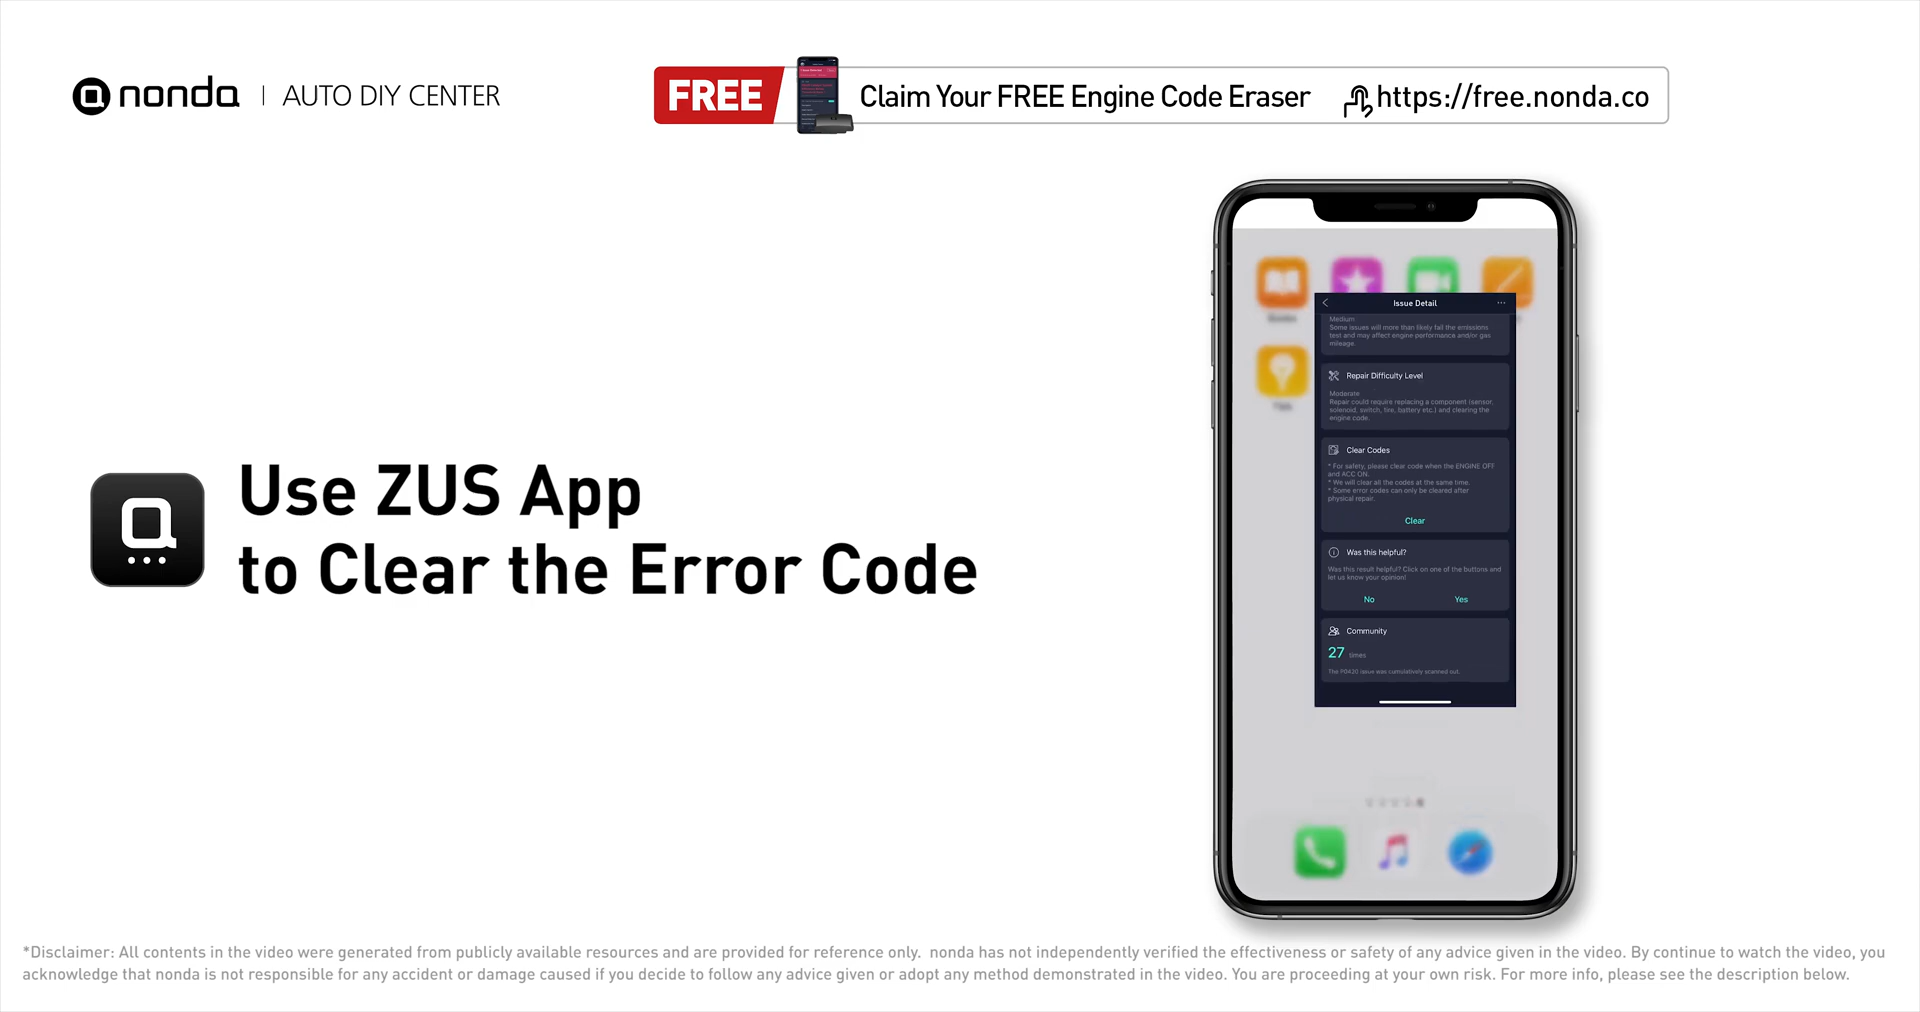 nonda | AUTO DIY CENTER
FREE Claim Your FREE Engine Code Eraser https://free.nonda.co
Use ZUS App
to Clear the Error Code
Issue Detail
Medium
Some issues will more than likely fail the emissions
test and may affect engine performance and/or gas
mileage.
Repair Difficulty Level
Moderate
Repair could require replacing a component (sensor,
solenoid, switch, tire, battery etc.) and clearing the
engine code.
Clear Codes
* For safety, please clear code when the ENGINE OFF
and ACC ON.
* We will clear all the codes at the same time.
* Some error codes can only be cleared after
physical repair.
Clear
Was this helpful?
Was this result helpful? Click on one of the buttons and
let us know your opinion!
No Yes
Community
27 times
The P0420 issue was cumulatively scanned out.
*Disclaimer: All contents in the video were generated from publicly available resources and are provided for reference only. nonda has not independently verified the effectiveness or safety of any advice given in the video. By continue to watch the video, you
acknowledge that nonda is not responsible for any accident or damage caused if you decide to follow any advice given or adopt any method demonstrated in the video. You are proceeding at your own risk. For more info, please see the description below.